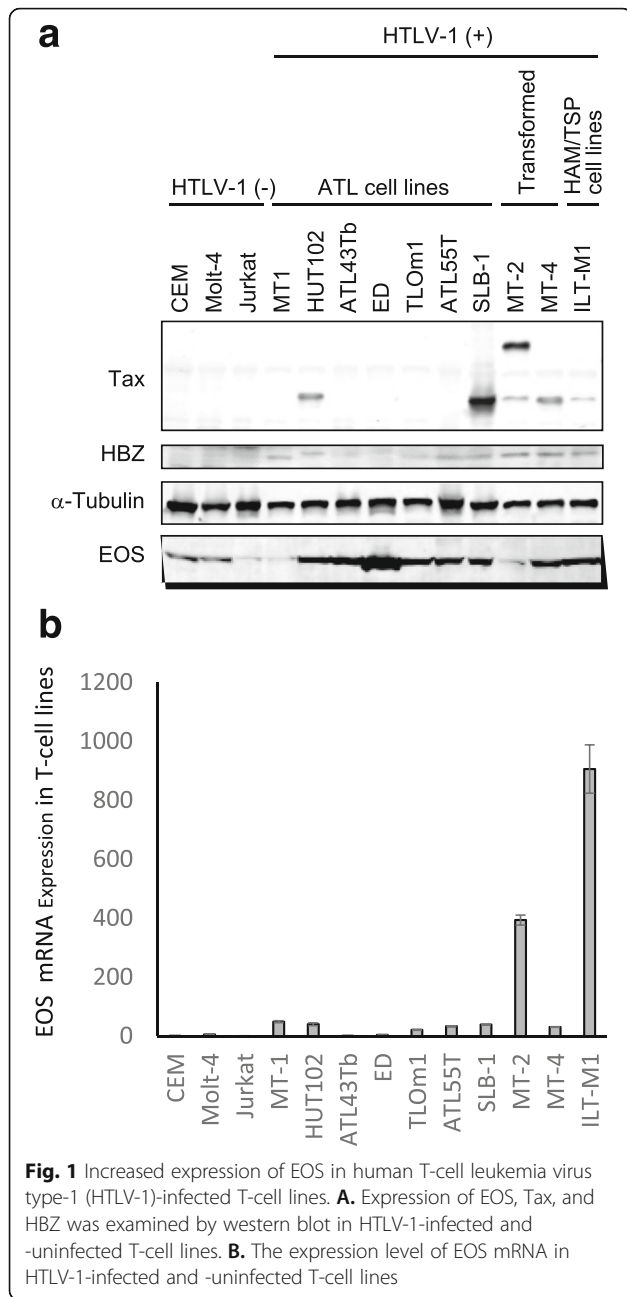 a
HTLV-1 (+)
Transformed
HAM/TSP
cell lines
HTLV-1 (-)
ATL cell lines
CEM
Molt-4
Jurkat
MT1
HUT102
ATL43Tb
ED
TLOm1
ATL55T
SLB-1
MT-2
MT-4
ILT-M1
Tax
HBZ
α-Tubulin
EOS
b
EOS mRNA Expression in T-cell lines
1200
1000
800
600
400
200
0
CEM
Molt-4
Jurkat
MT-1
HUT102
ATL43Tb
ED
TLOm1
ATL55T
SLB-1
MT-2
MT-4
ILT-M1
Fig. 1 Increased expression of EOS in human T-cell leukemia virus
type-1 (HTLV-1)-infected T-cell lines. A. Expression of EOS, Tax, and
HBZ was examined by western blot in HTLV-1-infected and
-uninfected T-cell lines. B. The expression level of EOS mRNA in
HTLV-1-infected and -uninfected T-cell lines